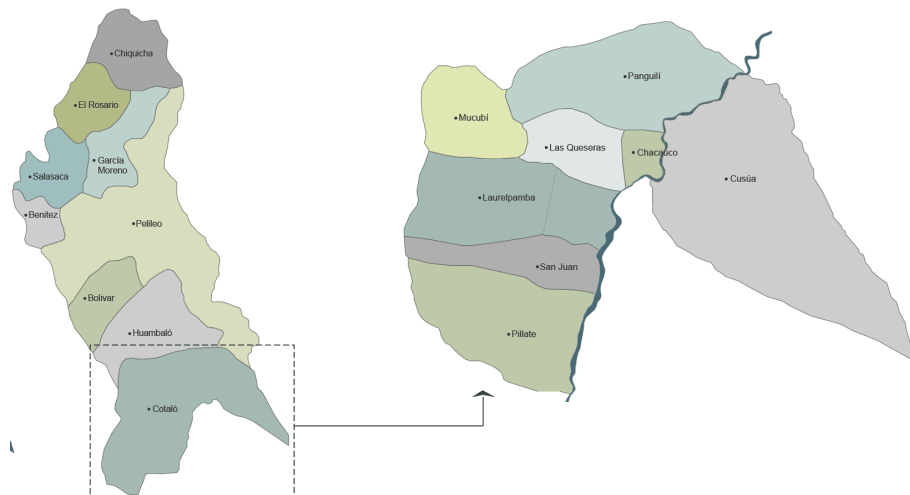 Chiquicha
El Rosario
García
Moreno
Salasaca
Benitez
Pelileo
Bolivar
Huambaló
Cotaló
Panguilí
Mucubí
Las Queseras
Chacauco
Cusúa
Laurelpamba
San Juan
Pillate